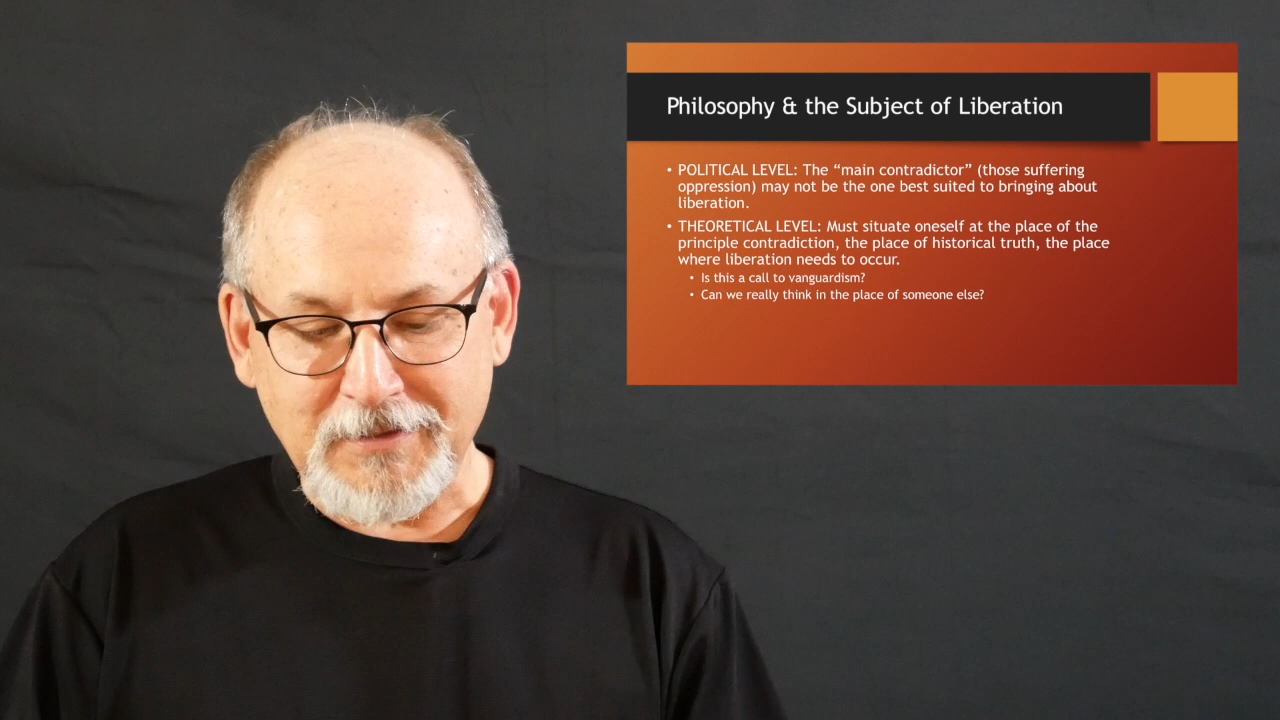 Philosophy & the Subject of Liberation
• POLITICAL LEVEL: The “main contradictor” (those suffering
oppression) may not be the one best suited to bringing about
liberation.
• THEORETICAL LEVEL: Must situate oneself at the place of the
principle contradiction, the place of historical truth, the place
where liberation needs to occur.
• Is this a call to vanguardism?
• Can we really think in the place of someone else?